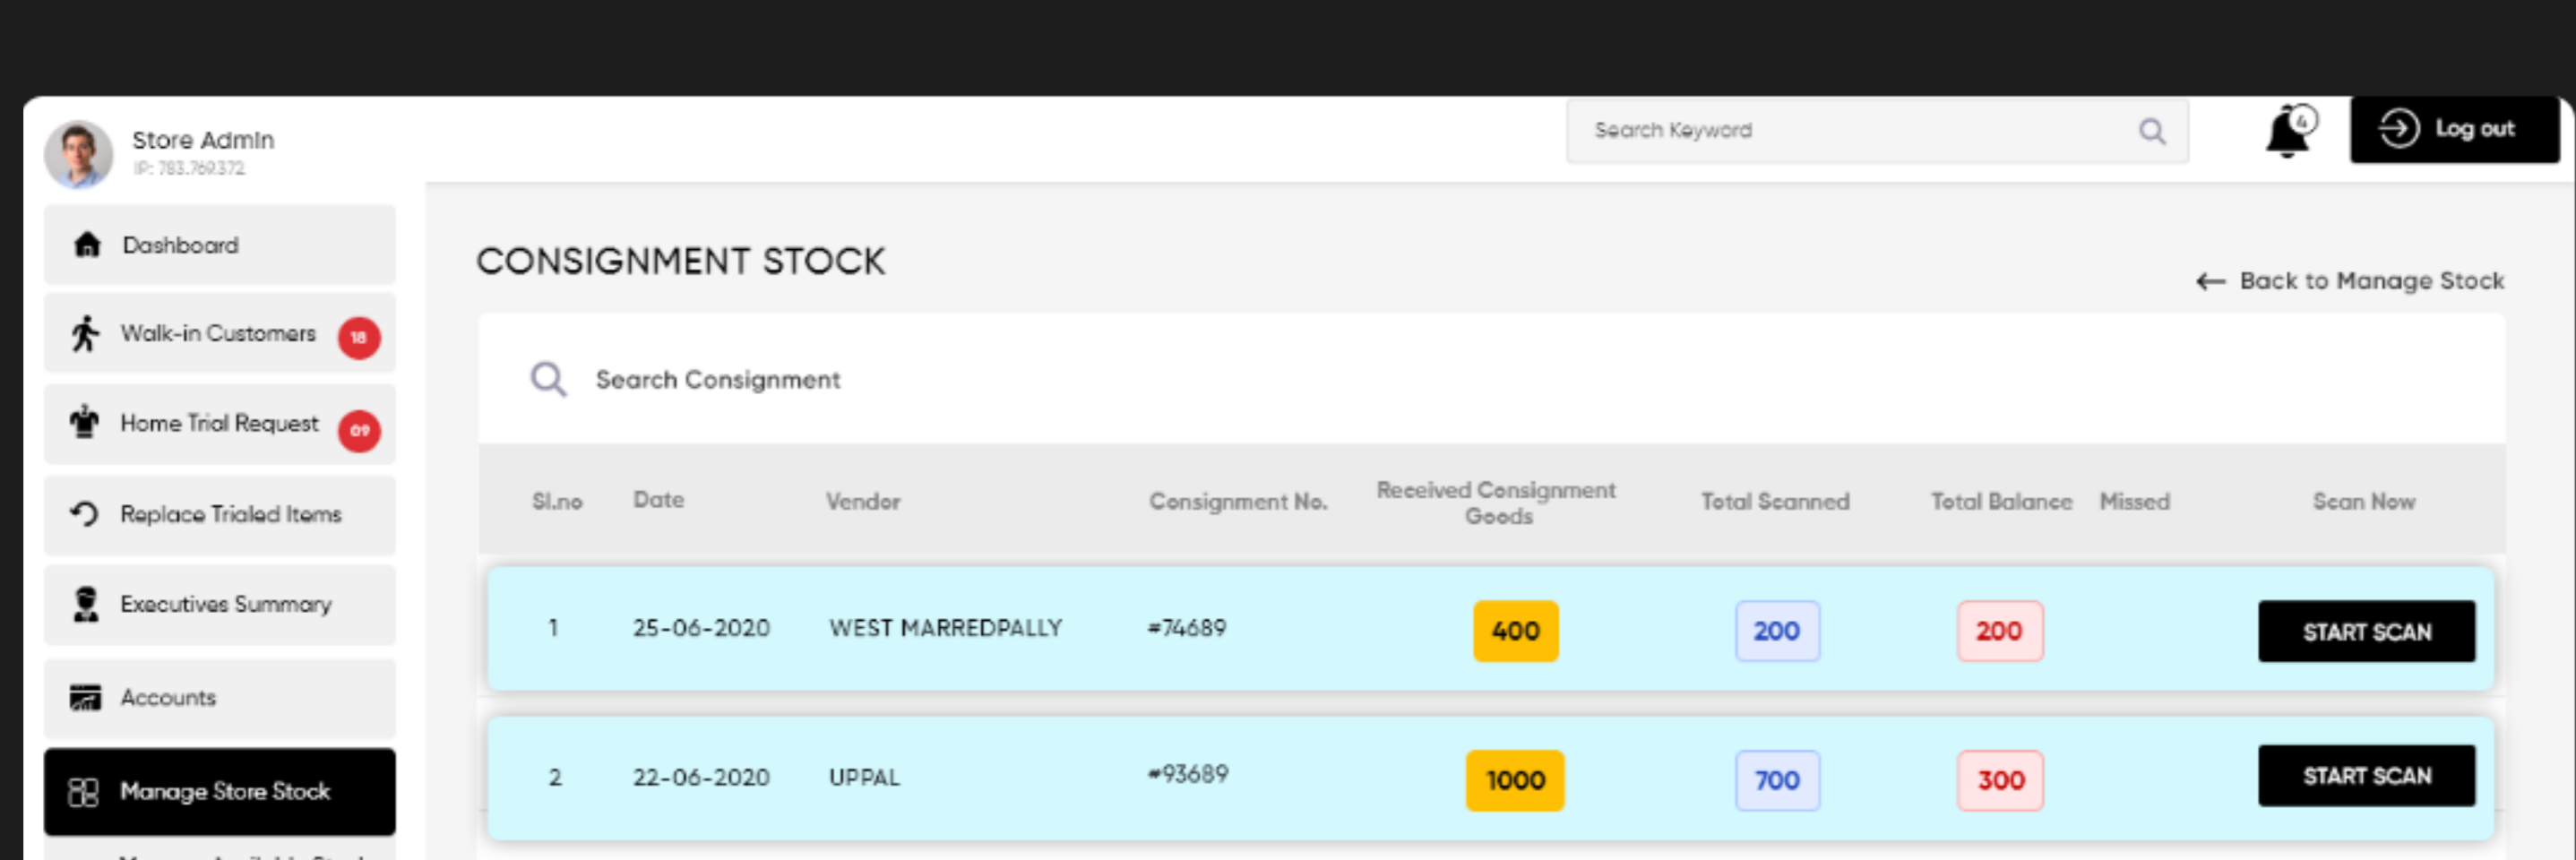 Store Admin
IP: 783.769.372
Search Keyword
4
Log out
Dashboard
Walk-in Customers 18
Home Trial Request 09
Replace Trialed Items
Executives Summary
Accounts
Manage Store Stock
CONSIGNMENT STOCK
← Back to Manage Stock
Search Consignment
Sl.no Date Vendor Consignment No. Received Consignment Goods Total Scanned Total Balance Missed Scan Now
1 25-06-2020 WEST MARREDPALLY #74689 400 200 200 START SCAN
2 22-06-2020 UPPAL #93689 1000 700 300 START SCAN